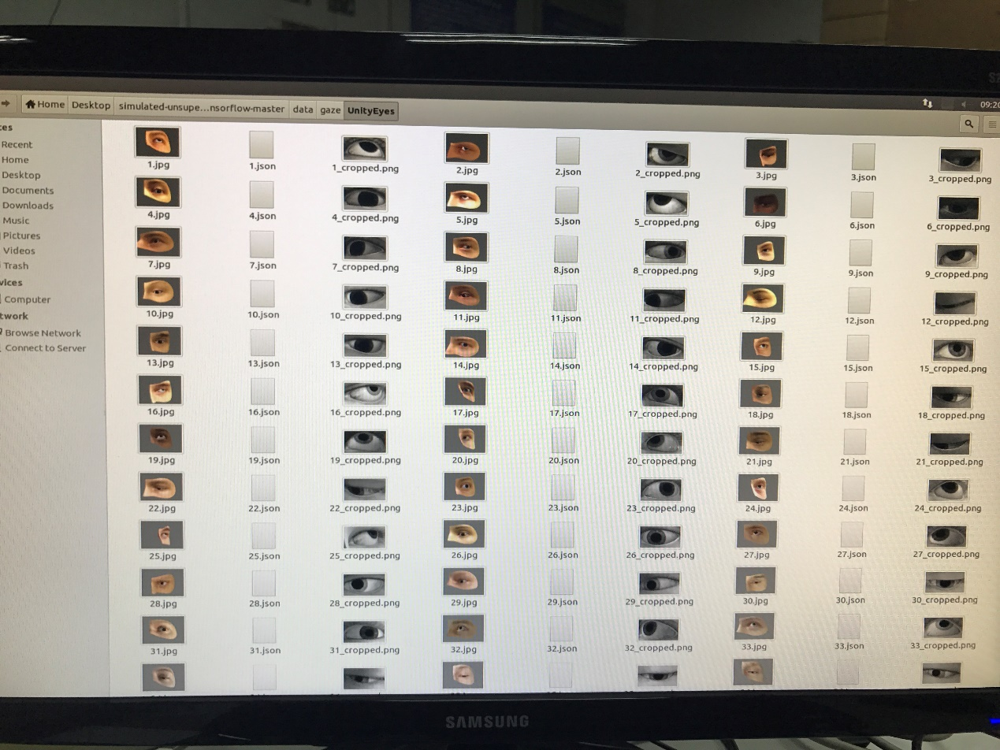 S2
Home Desktop simulated-unsupe...nsorflow-master data gaze UnityEyes
09:20
ces
Recent
Home
Desktop
Documents
Downloads
Music
Pictures
Videos
Trash
vices
Computer
twork
Browse Network
Connect to Server
1.jpg 1.json 1_cropped.png 2.jpg 2.json 2_cropped.png 3.jpg 3.json 3_cropped.png
4.jpg 4.json 4_cropped.png 5.jpg 5.json 5_cropped.png 6.jpg 6.json 6_cropped.png
7.jpg 7.json 7_cropped.png 8.jpg 8.json 8_cropped.png 9.jpg 9.json 9_cropped.png
10.jpg 10.json 10_cropped.png 11.jpg 11.json 11_cropped.png 12.jpg 12.json 12_cropped.png
13.jpg 13.json 13_cropped.png 14.jpg 14.json 14_cropped.png 15.jpg 15.json 15_cropped.png
16.jpg 16.json 16_cropped.png 17.jpg 17.json 17_cropped.png 18.jpg 18.json 18_cropped.png
19.jpg 19.json 19_cropped.png 20.jpg 20.json 20_cropped.png 21.jpg 21.json 21_cropped.png
22.jpg 22.json 22_cropped.png 23.jpg 23.json 23_cropped.png 24.jpg 24.json 24_cropped.png
25.jpg 25.json 25_cropped.png 26.jpg 26.json 26_cropped.png 27.jpg 27.json 27_cropped.png
28.jpg 28.json 28_cropped.png 29.jpg 29.json 29_cropped.png 30.jpg 30.json 30_cropped.png
31.jpg 31.json 31_cropped.png 32.jpg 32.json 32_cropped.png 33.jpg 33.json 33_cropped.png
SAMSUNG